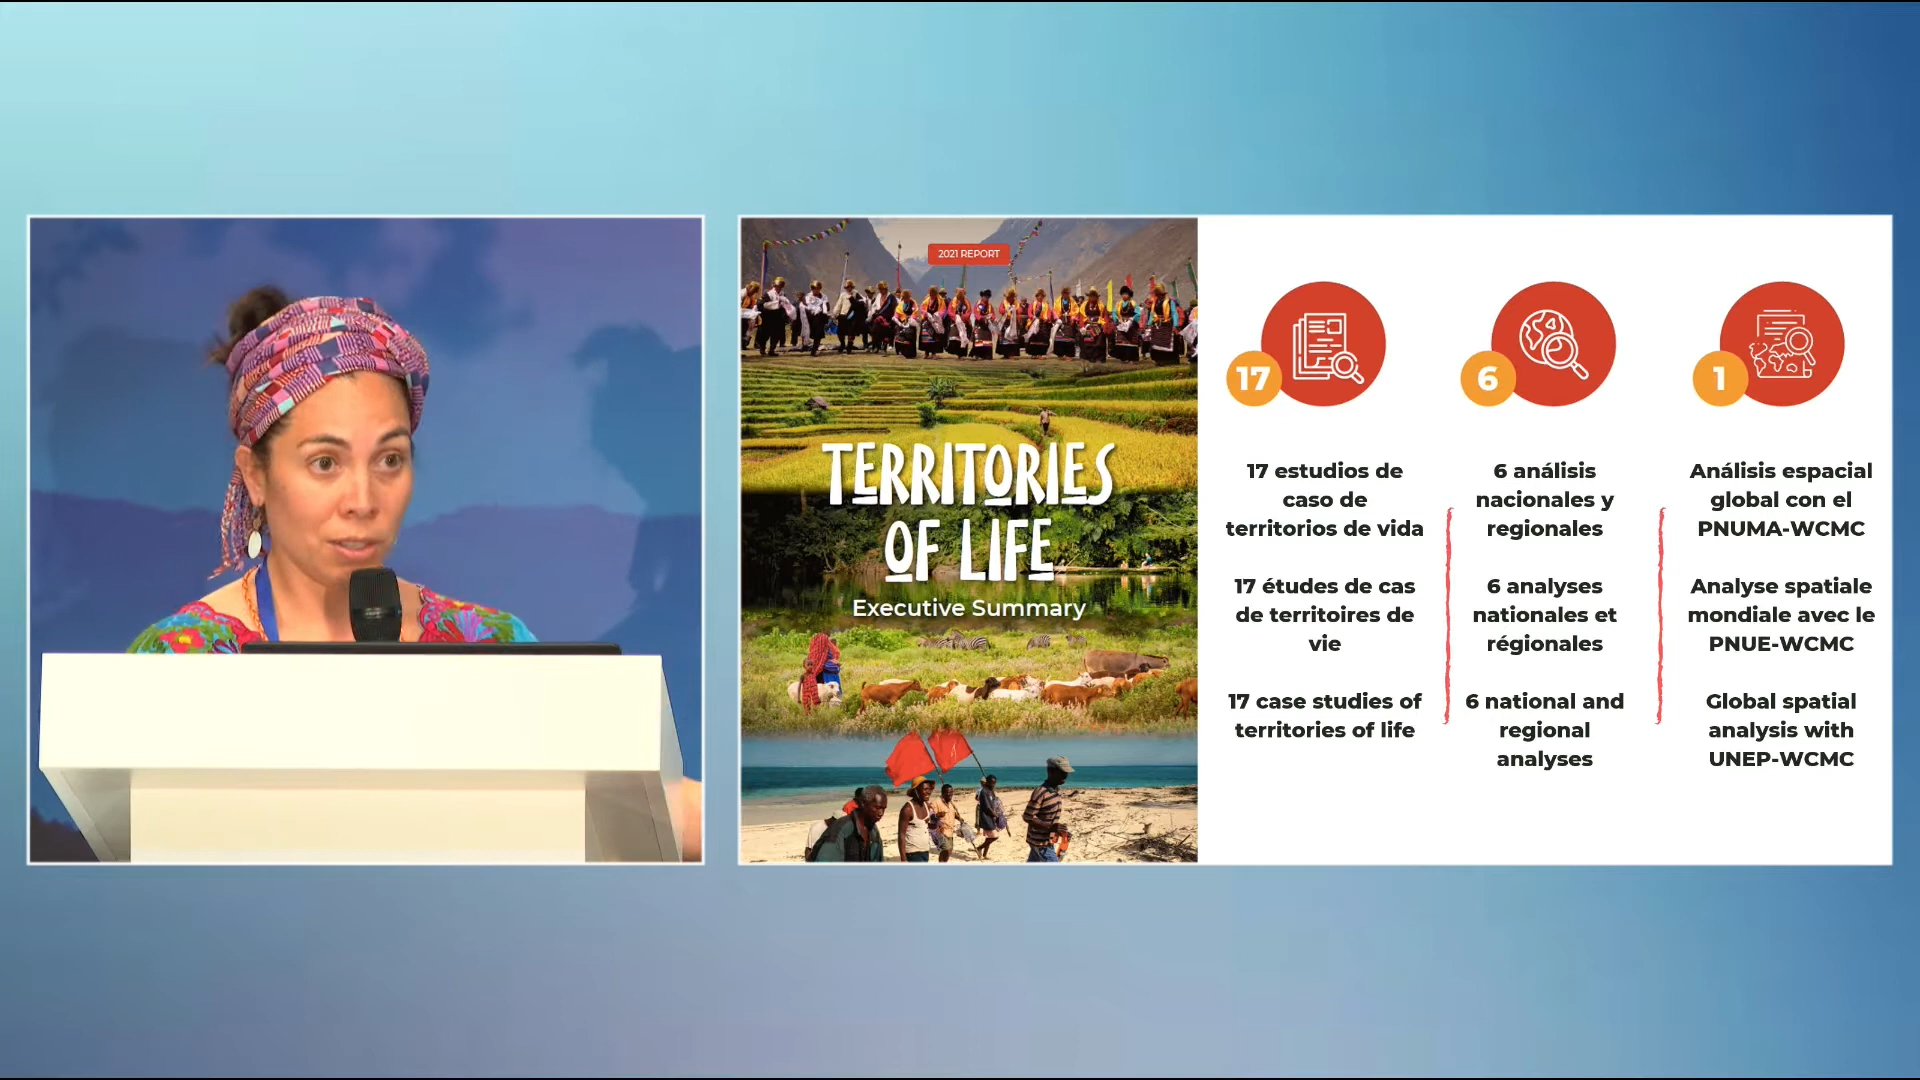 2021 REPORT
TERRITORIES
OF LIFE
Executive Summary
17
17 estudios de
caso de
territorios de vida
17 études de cas
de territoires de
vie
17 case studies of
territories of life
6
6 análisis
nacionales y
regionales
6 analyses
nationales et
régionales
6 national and
regional
analyses
1
Análisis espacial
global con el
PNUMA-WCMC
Analyse spatiale
mondiale avec le
PNUE-WCMC
Global spatial
analysis with
UNEP-WCMC